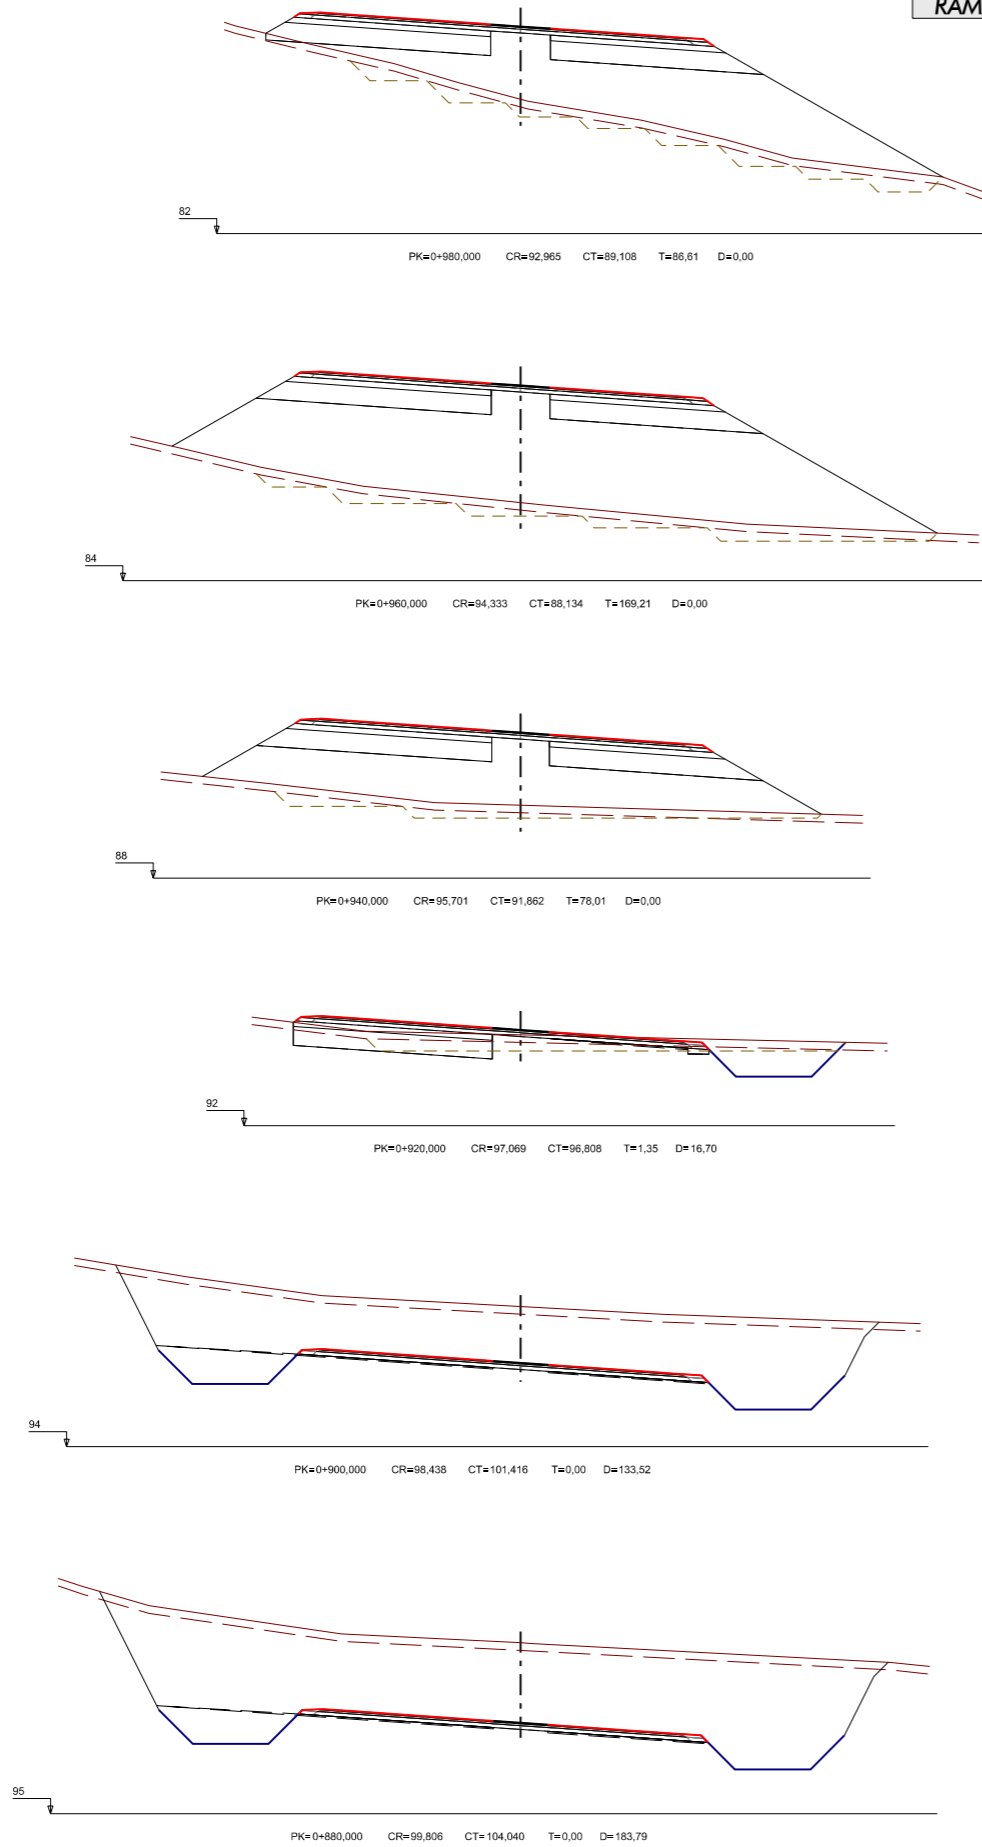 RAM
82
PK=0+980,000 CR=92,965 CT=89,108 T=86,61 D=0,00
84
PK=0+960,000 CR=94,333 CT=88,134 T=169,21 D=0,00
88
PK=0+940,000 CR=95,701 CT=91,862 T=78,01 D=0,00
92
PK=0+920,000 CR=97,069 CT=96,808 T=1,35 D=16,70
94
PK=0+900,000 CR=98,438 CT=101,416 T=0,00 D=133,52
95
PK=0+880,000 CR=99,806 CT=104,040 T=0,00 D=183,79